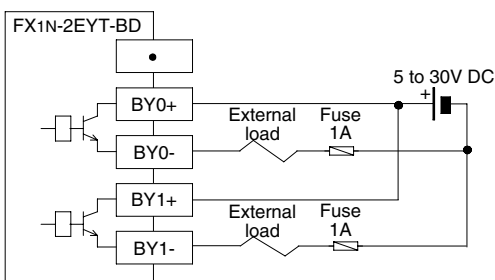 FX1N-2EYT-BD
5 to 30V DC
+
BY0+
External load
Fuse 1A
BY0-
BY1+
External load
Fuse 1A
BY1-